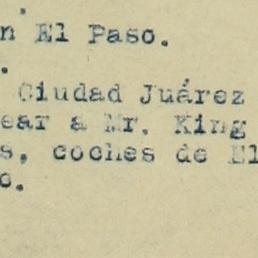 n El Paso.
.
Ciudad Juárez
ear a Mr. King
s, coches de El
o.